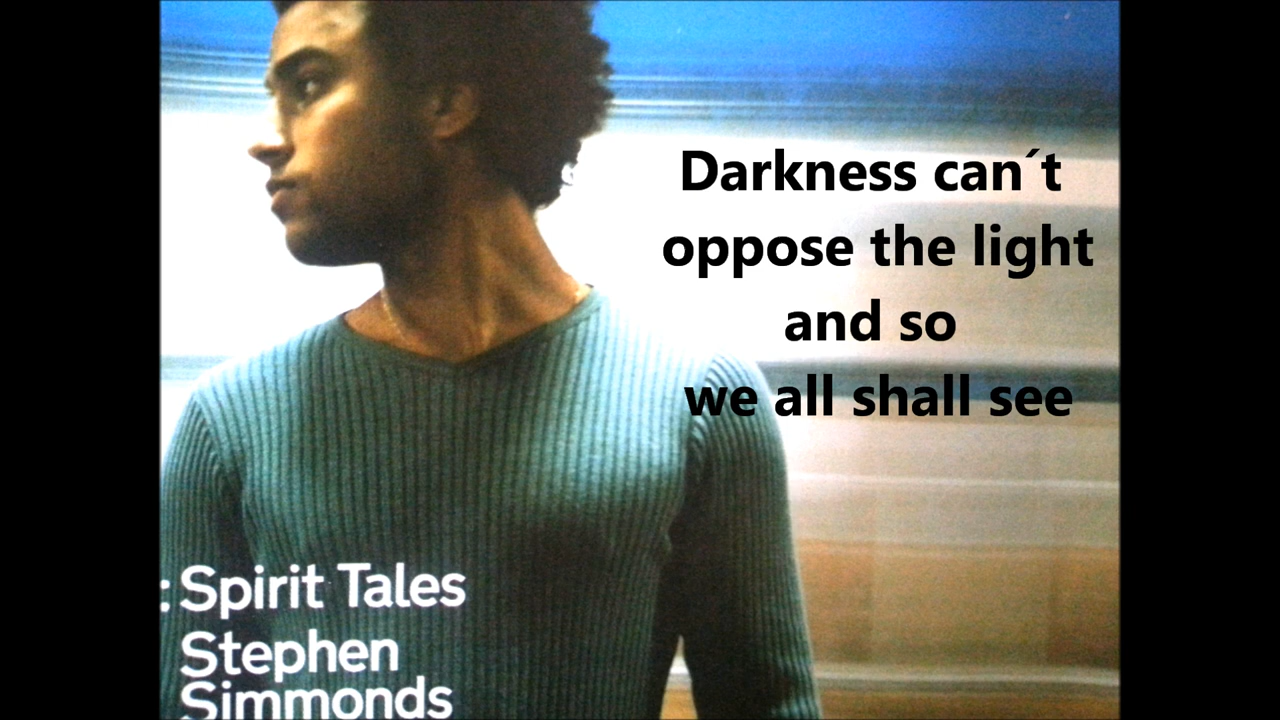 Darkness can´t
oppose the light
and so
we all shall see
: Spirit Tales
Stephen
Simmonds